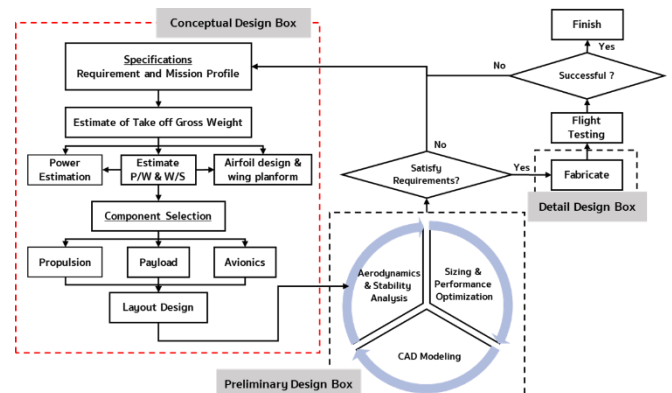 Conceptual Design Box
Specifications
Requirement and Mission Profile
Estimate of Take off Gross Weight
Power
Estimation
Estimate
P/W & W/S
Airfoil design &
wing planform
Component Selection
Propulsion
Payload
Avionics
Layout Design
Finish
Yes
No
Successful ?
Flight
Testing
No
Satisfy
Requirements?
Yes
Fabricate
Detail Design Box
Aerodynamics
& Stability
Analysis
Sizing &
Performance
Optimization
CAD Modeling
Preliminary Design Box